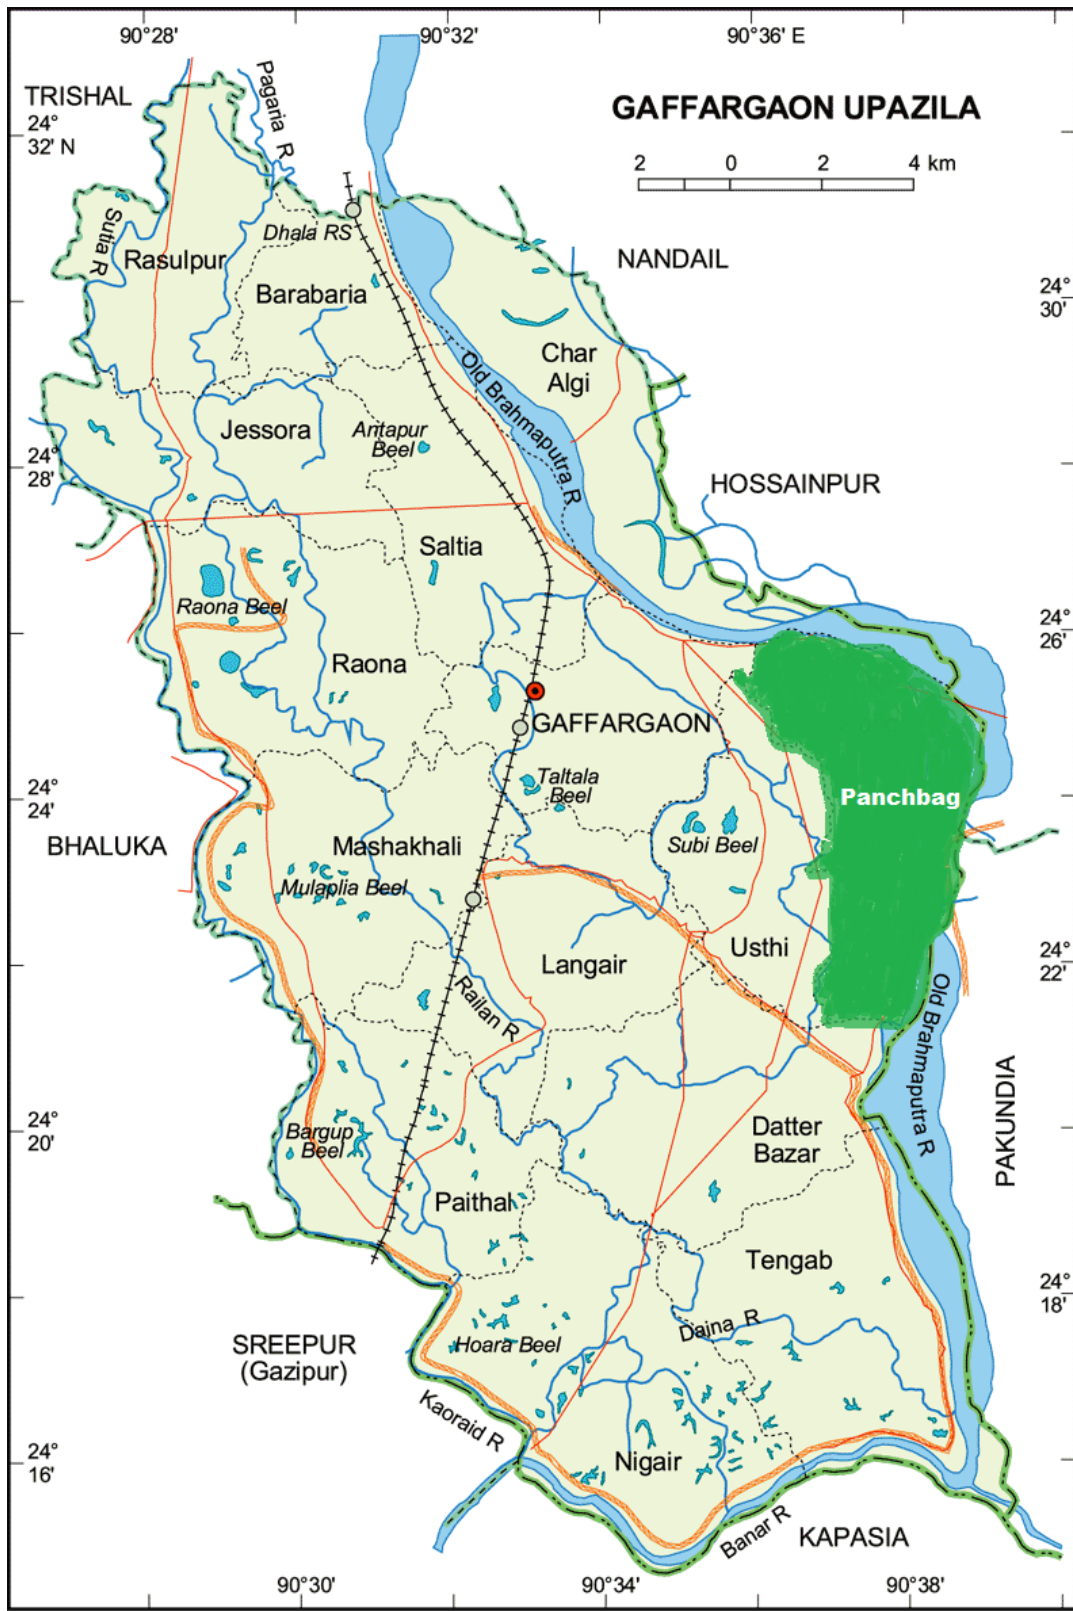 90°28'
90°32'
90°36' E
TRISHAL
24°
32' N
Pagaria R
GAFFARGAON UPAZILA
2 0 2 4 km
Sutia R
Rasulpur
Dhala RS
Barabaria
NANDAIL
24°
30'
Char
Algi
Old Brahmaputra R
Jessora
Antapur
Beel
24°
28'
HOSSAINPUR
Saltia
Raona Beel
24°
26'
Raona
GAFFARGAON
Taltala
Beel
24°
24'
Panchbag
BHALUKA
Mashakhali
Subi Beel
Mulaplia Beel
Usthi
Langair
24°
22'
Railan R
Old Brahmaputra R
PAKUNDIA
24°
20'
Bargup
Beel
Datter
Bazar
Paithal
Tengab
24°
18'
SREEPUR
(Gazipur)
Hoara Beel
Daina R
Kaoraid R
24°
16'
Nigair
Banar R
KAPASIA
90°30'
90°34'
90°38'